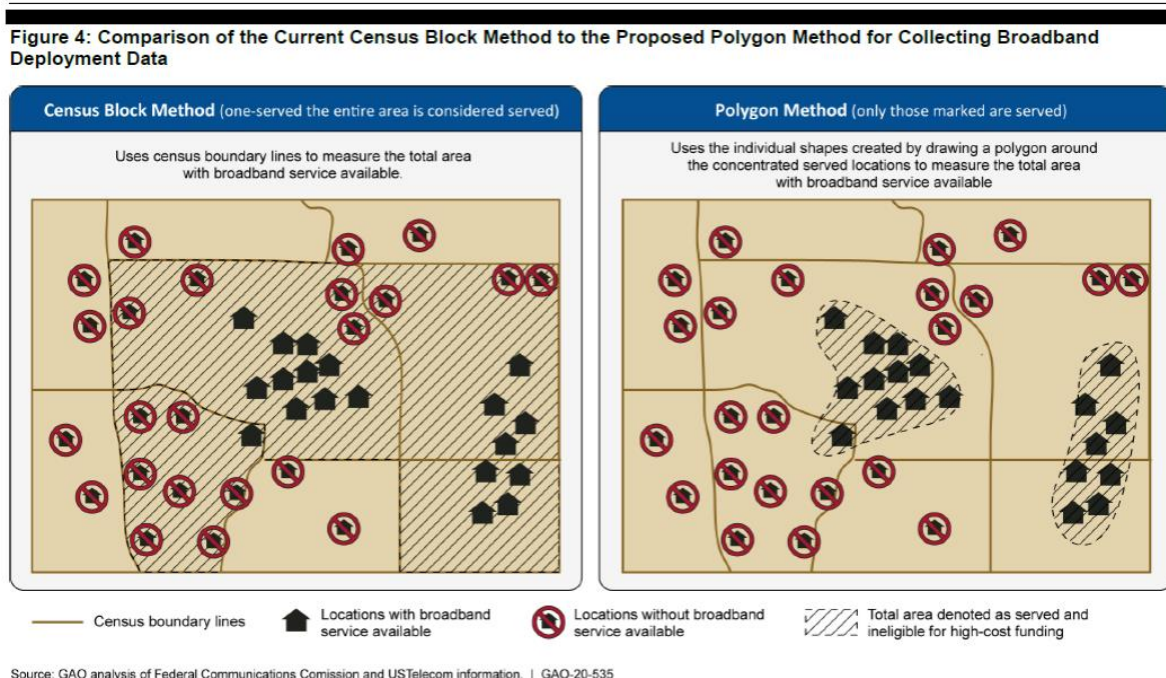 Figure 4: Comparison of the Current Census Block Method to the Proposed Polygon Method for Collecting Broadband
Deployment Data
Census Block Method (one-served the entire area is considered served)
Uses census boundary lines to measure the total area
with broadband service available.
Polygon Method (only those marked are served)
Uses the individual shapes created by drawing a polygon around
the concentrated served locations to measure the total area
with broadband service available
Census boundary lines
Locations with broadband
service available
Locations without broadband
service available
Total area denoted as served and
ineligible for high-cost funding
Source: GAO analysis of Federal Communications Comission and USTelecom information. | GAO-20-535